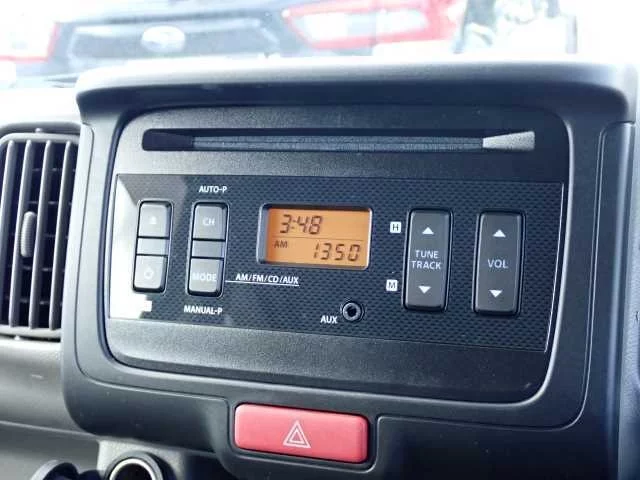 AUTO-P
CH
3:48
AM 1350
H
TUNE
TRACK
VOL
MODE
AM/FM/CD/AUX
M
MANUAL-P
AUX